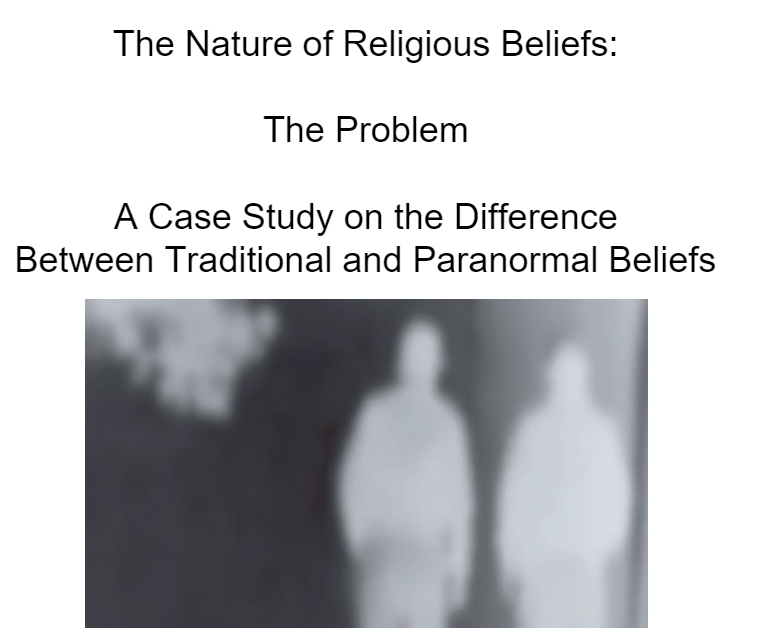 The Nature of Religious Beliefs:
The Problem
A Case Study on the Difference
Between Traditional and Paranormal Beliefs